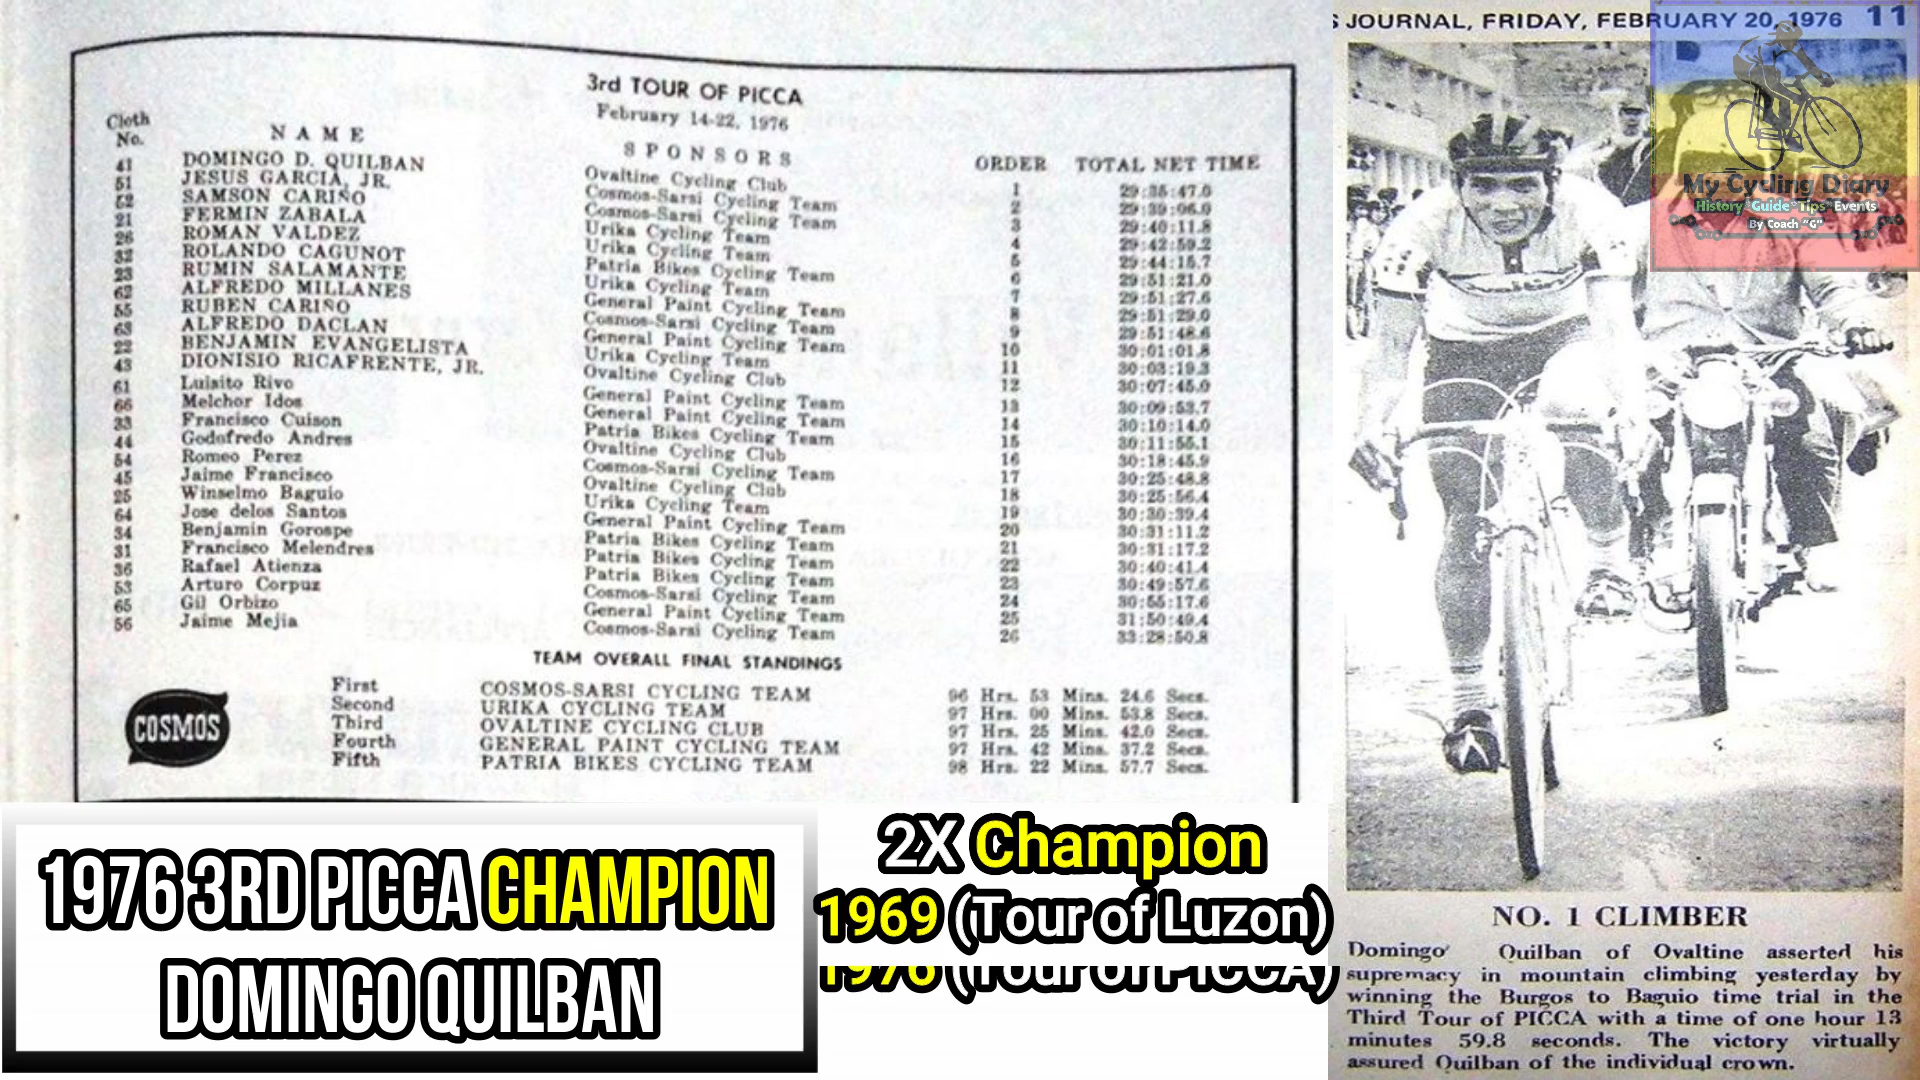 3rd TOUR OF PICCA
February 14-22, 1976
Cloth No. NAME SPONSORS ORDER TOTAL NET TIME
41 DOMINGO D. QUILBAN Ovaltine Cycling Club 1 29:35:47.0
51 JESUS GARCIA, JR. Cosmos-Sarsi Cycling Team 2 29:39:06.0
52 SAMSON CARIÑO Cosmos-Sarsi Cycling Team 3 29:40:11.8
21 FERMIN ZABALA Urika Cycling Team 4 29:42:59.2
26 ROMAN VALDEZ Urika Cycling Team 5 29:44:15.7
32 ROLANDO CAGUNOT Patria Bikes Cycling Team 6 29:51:21.0
23 RUMIN SALAMANTE Urika Cycling Team 7 29:51:27.6
62 ALFREDO MILLANES General Paint Cycling Team 8 29:51:29.0
55 RUBEN CARIÑO Cosmos-Sarsi Cycling Team 9 29:51:48.6
63 ALFREDO DACLAN General Paint Cycling Team 10 30:01:01.8
22 BENJAMIN EVANGELISTA Urika Cycling Team 11 30:03:19.3
43 DIONISIO RICAFRENTE, JR. Ovaltine Cycling Club 12 30:07:45.0
61 Luisito Rivo General Paint Cycling Team 13 30:09:53.7
66 Melchor Idos General Paint Cycling Team 14 30:10:14.0
33 Francisco Cuison Patria Bikes Cycling Team 15 30:11:55.1
44 Godofredo Andres Ovaltine Cycling Club 16 30:18:45.9
54 Romeo Perez Cosmos-Sarsi Cycling Team 17 30:25:48.8
45 Jaime Francisco Ovaltine Cycling Club 18 30:25:56.4
25 Winselmo Baguio Urika Cycling Team 19 30:30:39.4
64 Jose delos Santos General Paint Cycling Team 20 30:31:11.2
34 Benjamin Gorospe Patria Bikes Cycling Team 21 30:31:17.2
31 Francisco Melendres Patria Bikes Cycling Team 22 30:40:41.4
36 Rafael Atienza Patria Bikes Cycling Team 23 30:49:57.6
53 Arturo Corpuz Cosmos-Sarsi Cycling Team 24 30:55:17.6
65 Gil Orbizo General Paint Cycling Team 25 31:50:49.4
56 Jaime Mejia Cosmos-Sarsi Cycling Team 26 33:28:50.8
TEAM OVERALL FINAL STANDINGS
First COSMOS-SARSI CYCLING TEAM 96 Hrs. 53 Mins. 24.6 Secs.
Second URIKA CYCLING TEAM 97 Hrs. 00 Mins. 53.8 Secs.
Third OVALTINE CYCLING CLUB 97 Hrs. 25 Mins. 42.0 Secs.
Fourth GENERAL PAINT CYCLING TEAM 97 Hrs. 42 Mins. 37.2 Secs.
Fifth PATRIA BIKES CYCLING TEAM 98 Hrs. 22 Mins. 57.7 Secs.
COSMOS
1976 3RD PICCA CHAMPION
DOMINGO QUILBAN
2X Champion
1969 (Tour of Luzon)
1976 (Tour of PICCA)
S JOURNAL, FRIDAY, FEBRUARY 20, 1976 11
My Cycling Diary
History*Guide*Tips*Events
By Coach "G"
NO. 1 CLIMBER
Domingo Quilban of Ovaltine asserted his
supremacy in mountain climbing yesterday by
winning the Burgos to Baguio time trial in the
Third Tour of PICCA with a time of one hour 13
minutes 59.8 seconds. The victory virtually
assured Quilban of the individual crown.